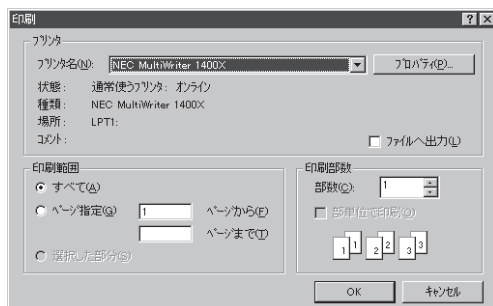 印刷
プリンタ
プリンタ名(N): NEC MultiWriter 1400X プロパティ(P)...
状態： 通常使うプリンタ： オンライン
種類： NEC MultiWriter 1400X
場所： LPT1:
コメント： ファイルへ出力(L)
印刷範囲
すべて(A)
ページ指定(G) 1 ページから(F)
ページまで(T)
選択した部分(S)
印刷部数
部数(C): 1
部単位で印刷(O)
1 1 2 2 3 3
OK キャンセル